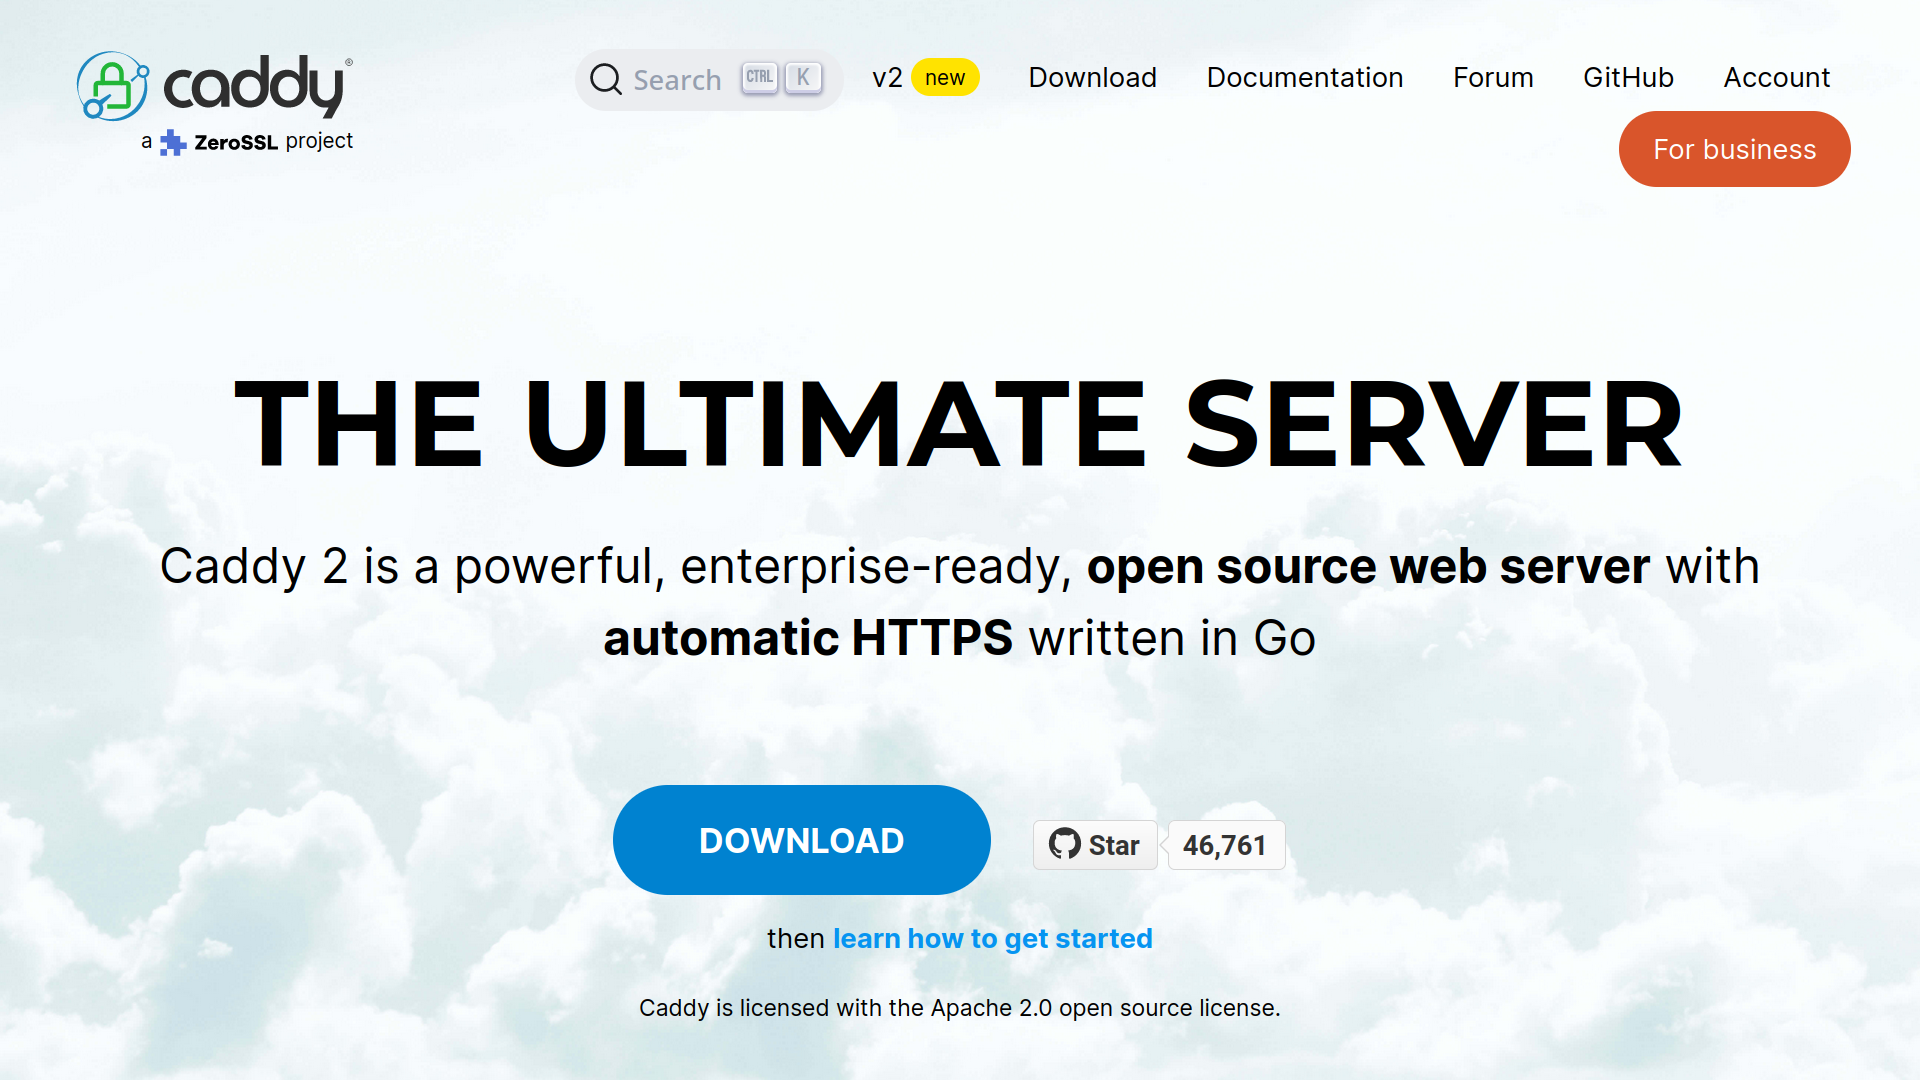 caddy®
a ZeroSSL project
Search CTRL K
v2 new
Download
Documentation
Forum
GitHub
Account
For business
THE ULTIMATE SERVER
Caddy 2 is a powerful, enterprise-ready, open source web server with
automatic HTTPS written in Go
DOWNLOAD
Star 46,761
then learn how to get started
Caddy is licensed with the Apache 2.0 open source license.